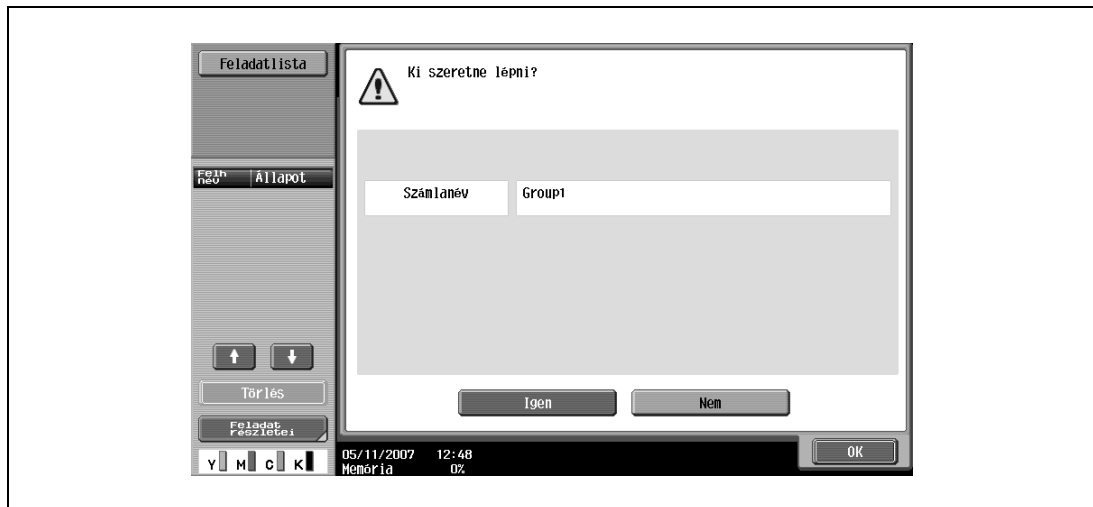 Feladatlista
Ki szeretne lépni?
Felh név Állapot
Számlanév Group1
Törlés
Igen Nem
Feladat részletei
OK
Y M C K
05/11/2007 12:48
Memória 0%